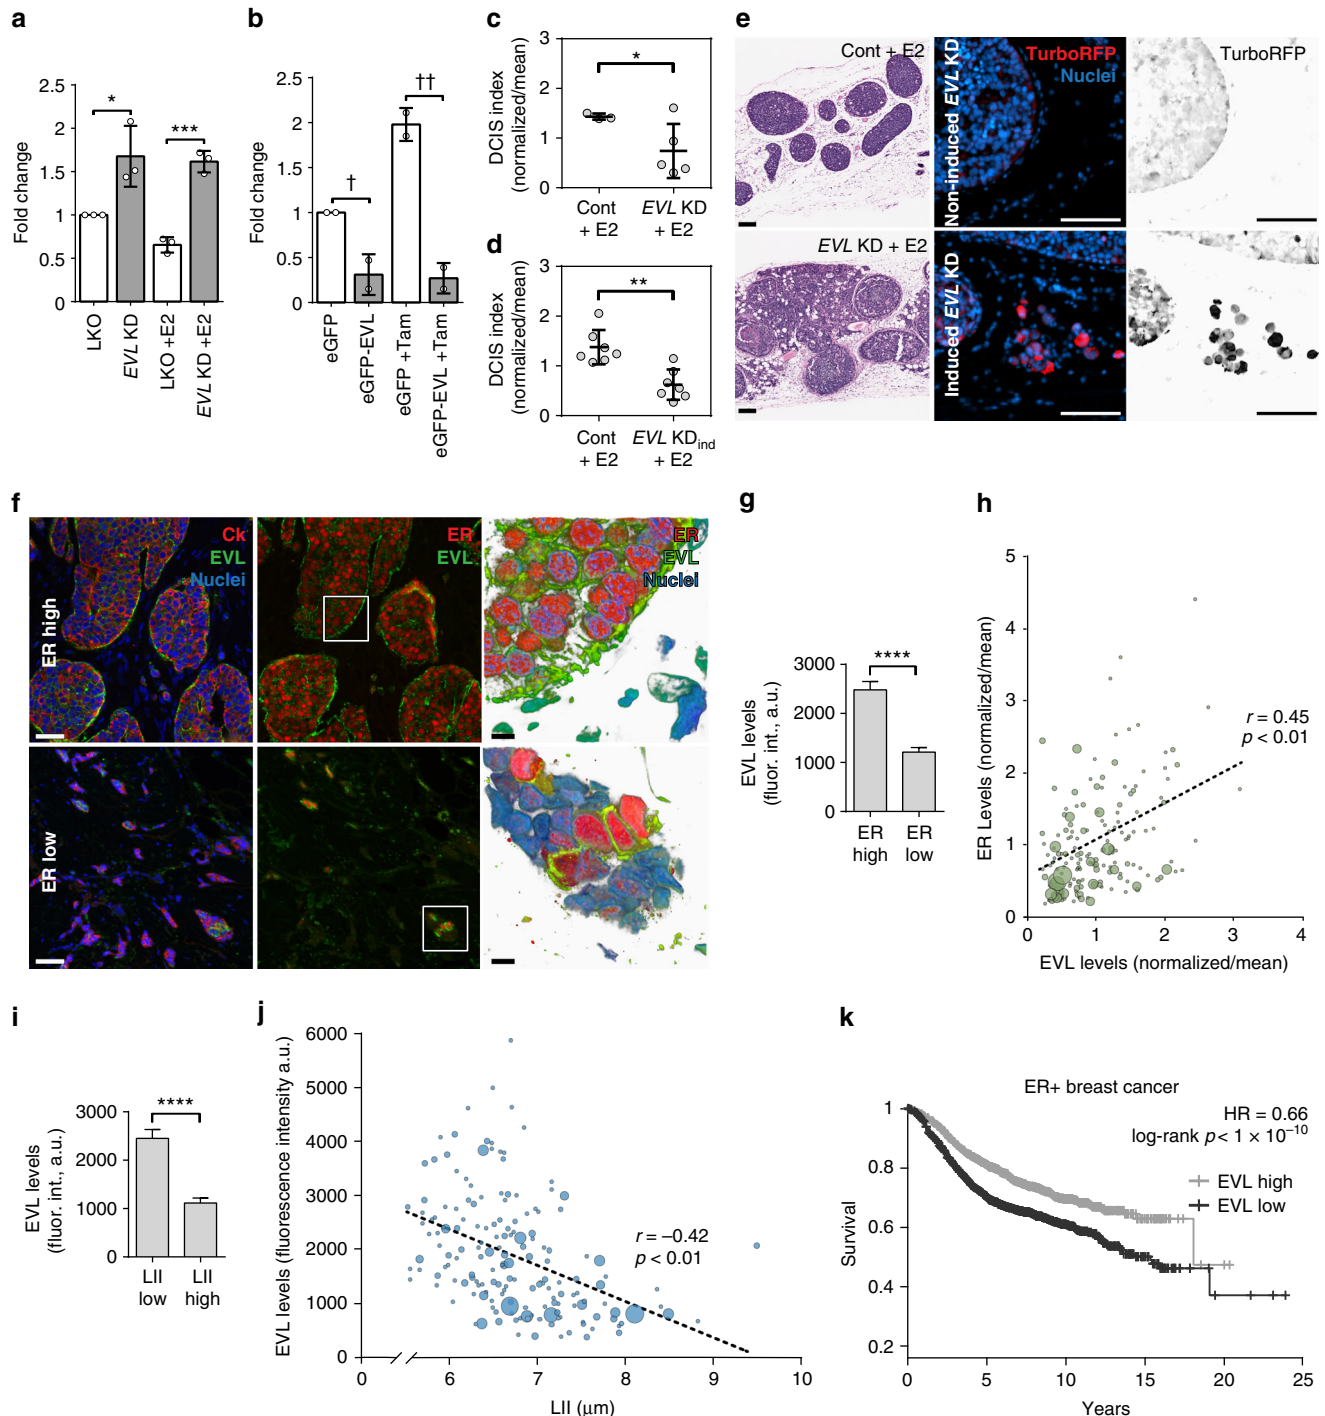 a
Fold change
2.5
2
1.5
1
0.5
0
*
***
LKO
EVL KD
LKO +E2
EVL KD +E2
b
Fold change
2.5
2.0
1.5
1.0
0.5
0
†
††
eGFP
eGFP-EVL
eGFP +Tam
eGFP-EVL +Tam
c
DCIS index
(normalized/mean)
3
2
1
0
*
Cont
+ E2
EVL KD
+ E2
d
DCIS index
(normalized/mean)
3
2
1
0
**
Cont
+ E2
EVL KDind
+ E2
e
Cont + E2
EVL KD + E2
Non-induced EVL KD
TurboRFP
Nuclei
TurboRFP
Induced EVL KD
f
ER high
Ck
EVL
Nuclei
ER
EVL
ER
EVL
Nuclei
ER low
g
EVL levels
(fluor. int., a.u.)
3000
2000
1000
0
****
ER
high
ER
low
h
ER Levels (normalized/mean)
5
4
3
2
1
0
r = 0.45
p < 0.01
0 1 2 3 4
EVL levels (normalized/mean)
i
EVL levels
(fluor. int., a.u.)
3000
2000
1000
0
****
LII
low
LII
high
j
EVL levels (fluorescence intensity a.u.)
6000
5000
4000
3000
2000
1000
0
r = –0.42
p < 0.01
0 6 7 8 9 10
LII (μm)
k
ER+ breast cancer
HR = 0.66
log-rank p< 1 × 10⁻¹⁰
EVL high
EVL low
Survival
1
0.8
0.6
0.4
0.2
0 5 10 15 20 25
Years